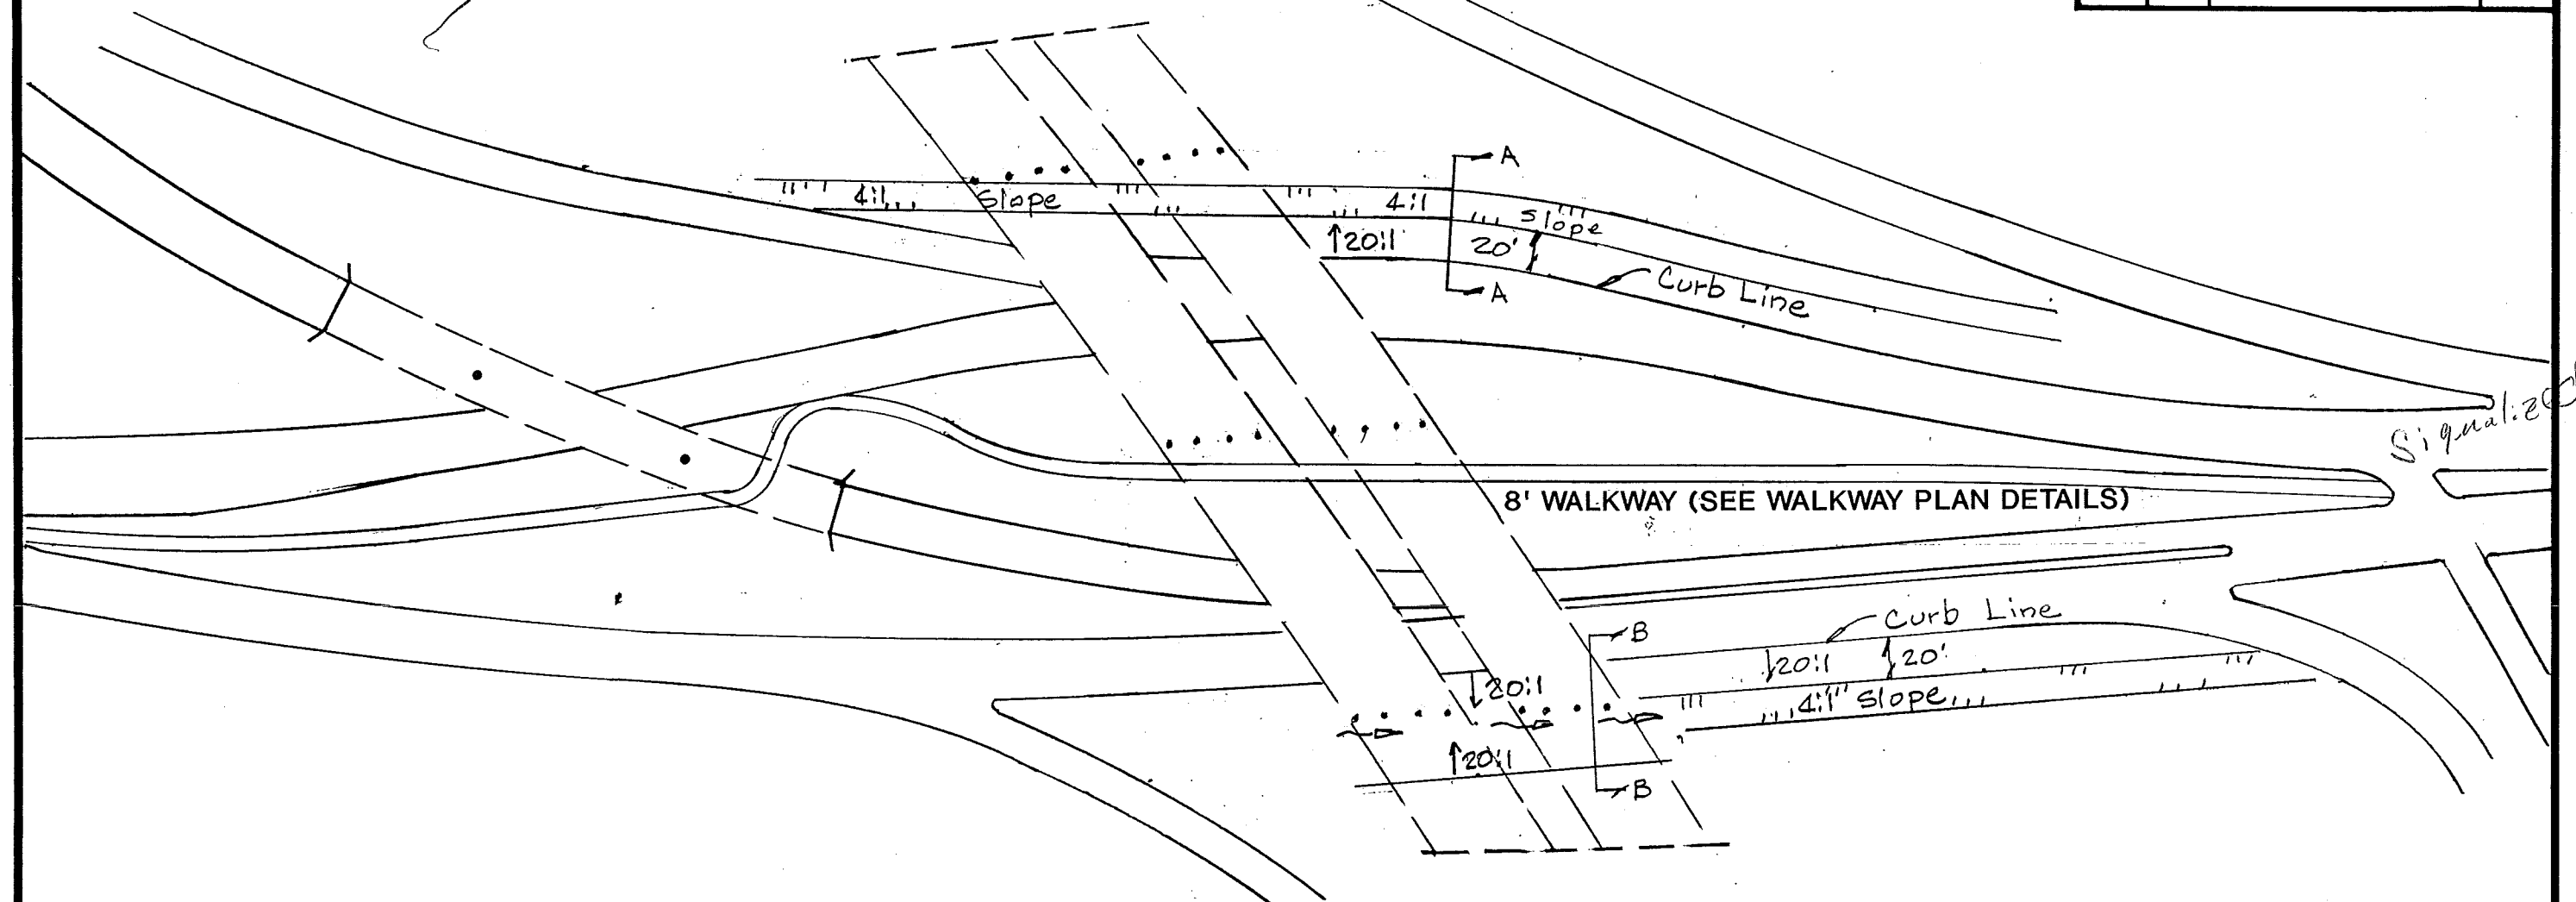 A
4:1 Slope 4:1 slope
↑20:1 20'
A
Curb Line
Signalized
8' WALKWAY (SEE WALKWAY PLAN DETAILS)
Curb Line
B
↓20:1 20'
↓20:1
4:1 slope
↑20:1
B